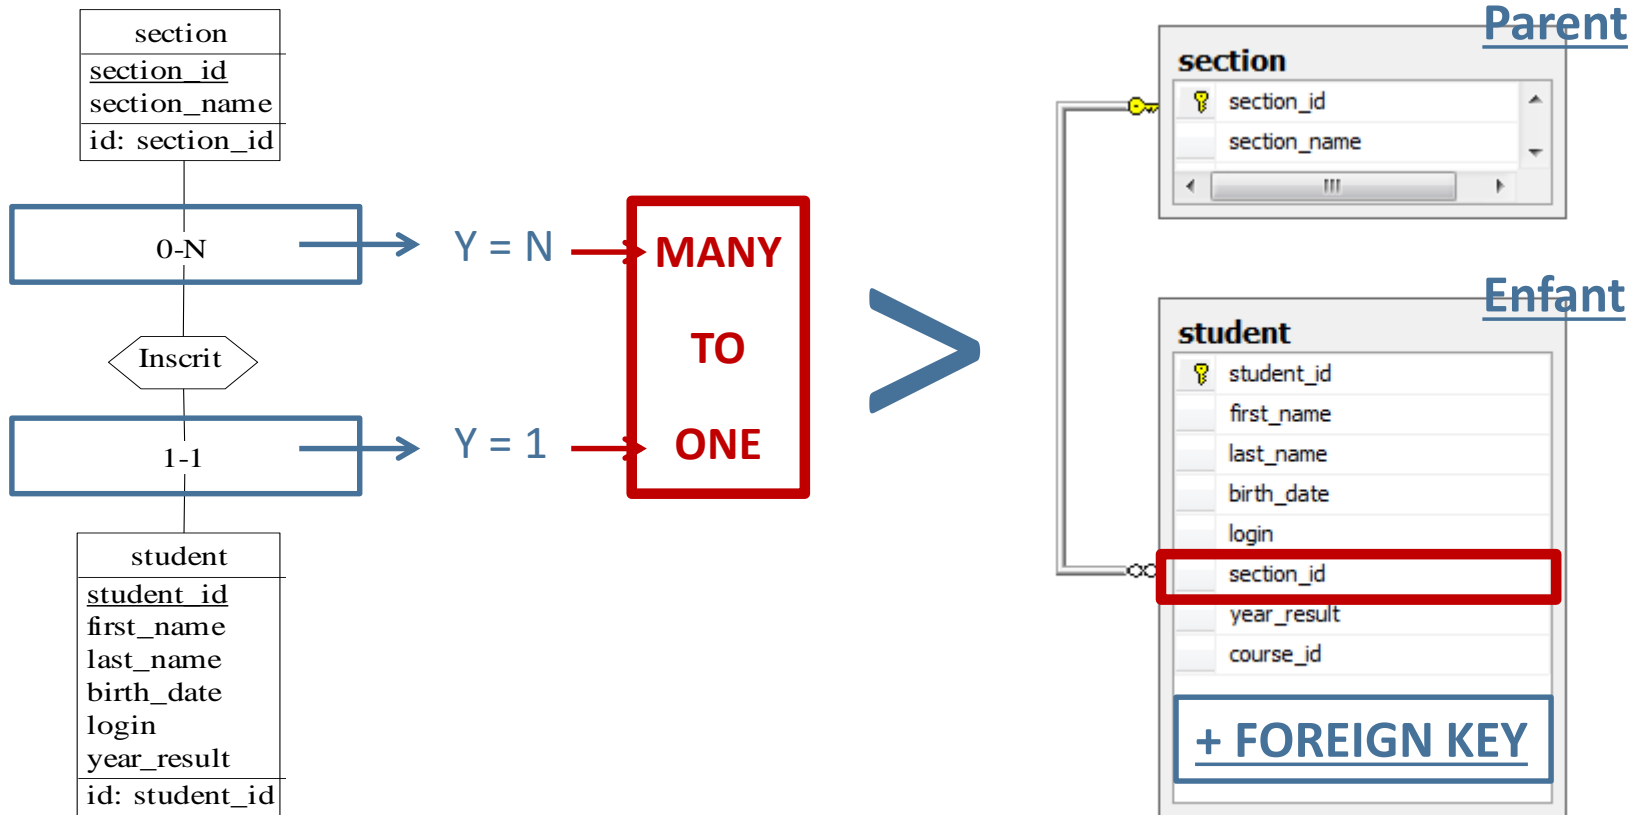 section
section_id
section_name
id: section_id
0-N
Inscrit
1-1
student
student_id
first_name
last_name
birth_date
login
year_result
id: student_id
Y = N
Y = 1
MANY
TO
ONE
>
Parent
section
section_id
section_name
Enfant
student
student_id
first_name
last_name
birth_date
login
section_id
year_result
course_id
+ FOREIGN KEY